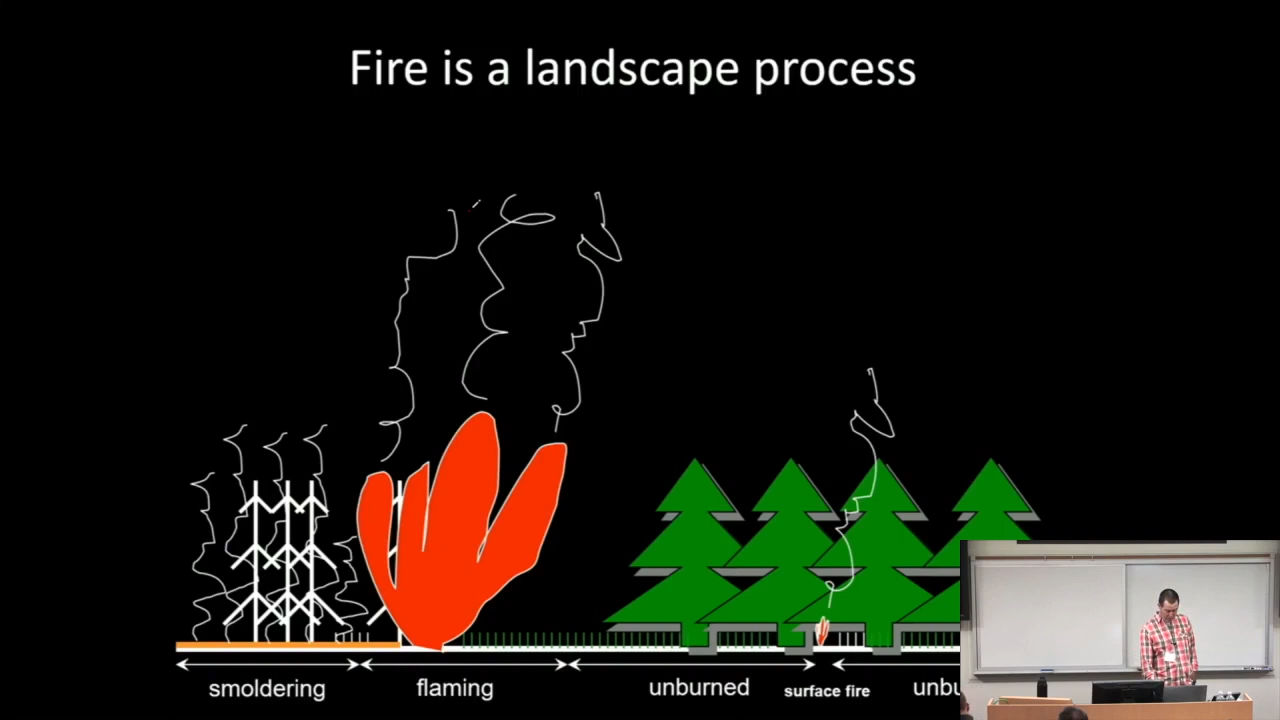 Fire is a landscape process
smoldering
flaming
unburned
surface fire
unbu